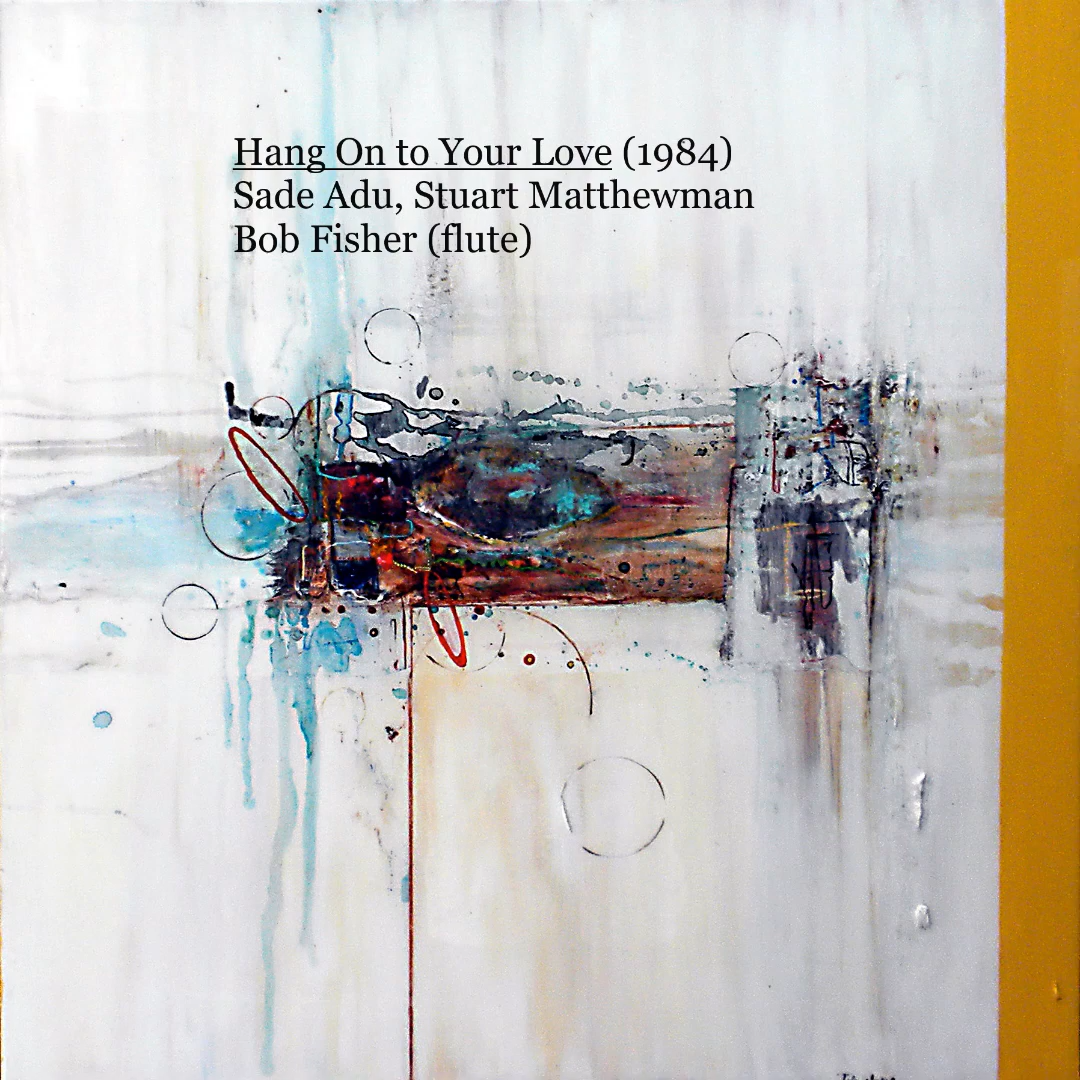 Hang On to Your Love (1984)
Sade Adu, Stuart Matthewman
Bob Fisher (flute)